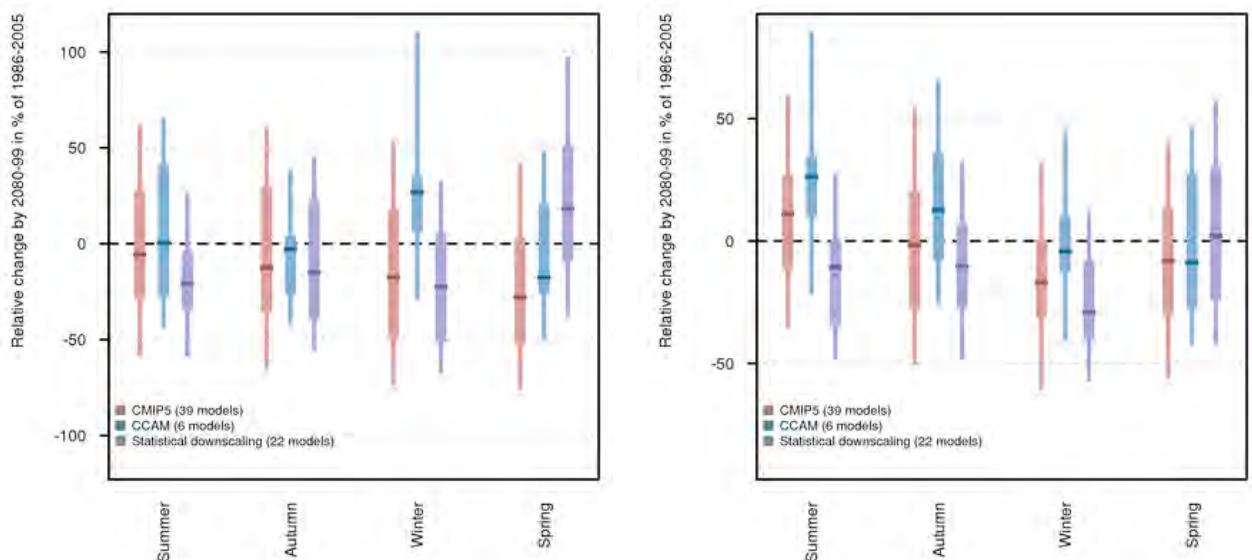 Relative change by 2080-99 in % of 1986-2005
100
50
0
-50
-100
CMIP5 (39 models)
CCAM (6 models)
Statistical downscaling (22 models)
Summer
Autumn
Winter
Spring
Relative change by 2080-99 in % of 1986-2005
50
0
-50
CMIP5 (39 models)
CCAM (6 models)
Statistical downscaling (22 models)
Summer
Autumn
Winter
Spring